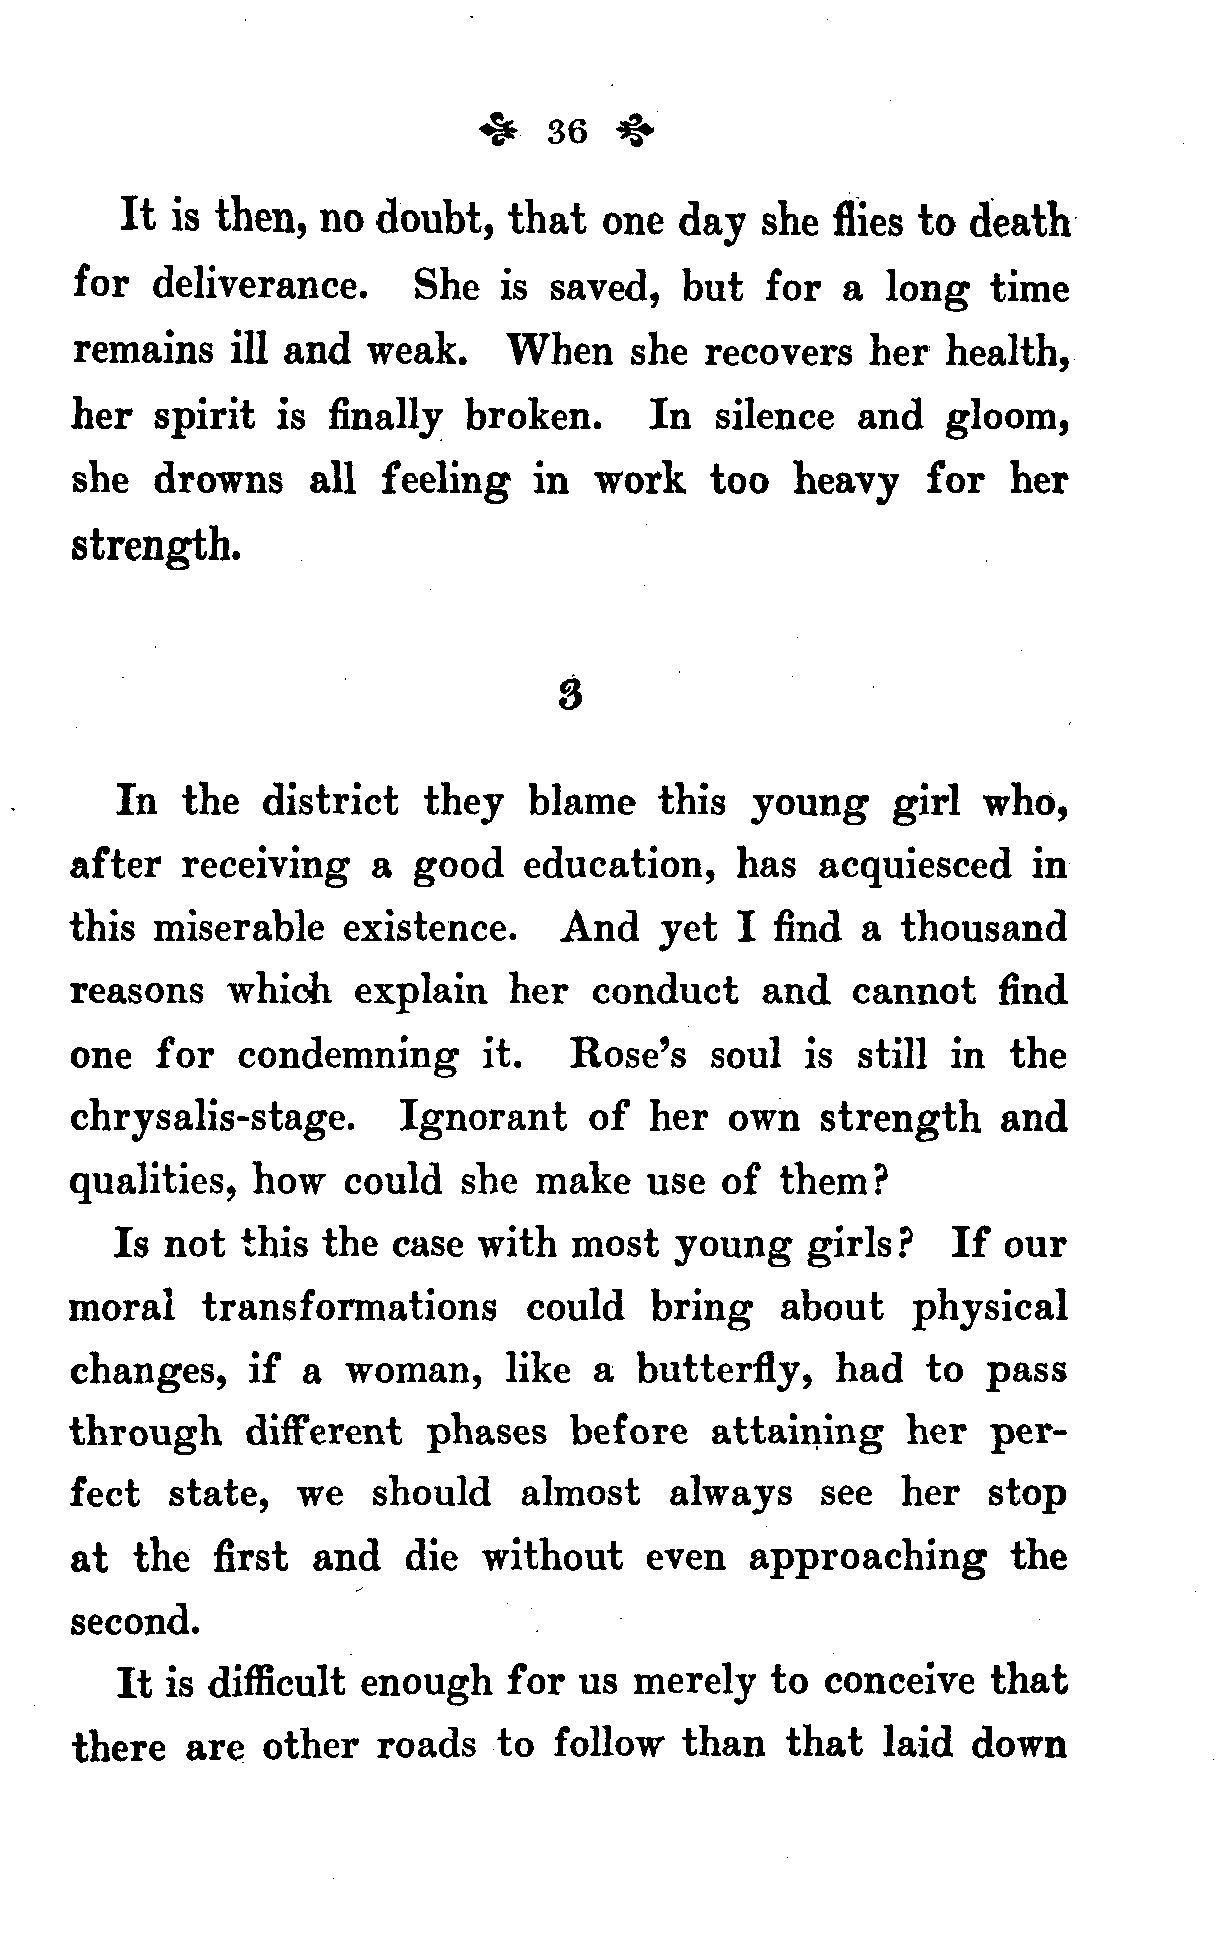 36
It is then, no doubt, that one day she flies to death
for deliverance. She is saved, but for a long time
remains ill and weak. When she recovers her health,
her spirit is finally broken. In silence and gloom,
she drowns all feeling in work too heavy for her
strength.
3
In the district they blame this young girl who,
after receiving a good education, has acquiesced in
this miserable existence. And yet I find a thousand
reasons which explain her conduct and cannot find
one for condemning it. Rose's soul is still in the
chrysalis-stage. Ignorant of her own strength and
qualities, how could she make use of them?
Is not this the case with most young girls? If our
moral transformations could bring about physical
changes, if a woman, like a butterfly, had to pass
through different phases before attaining her per-
fect state, we should almost always see her stop
at the first and die without even approaching the
second.
It is difficult enough for us merely to conceive that
there are other roads to follow than that laid down